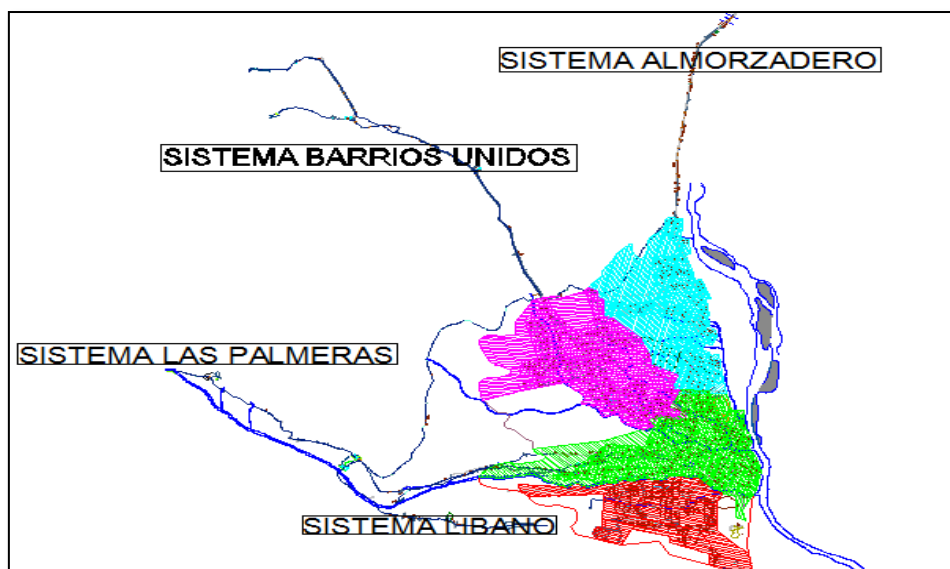 SISTEMA ALMORZADERO
SISTEMA BARRIOS UNIDOS
SISTEMA LAS PALMERAS
SISTEMA LIBANO